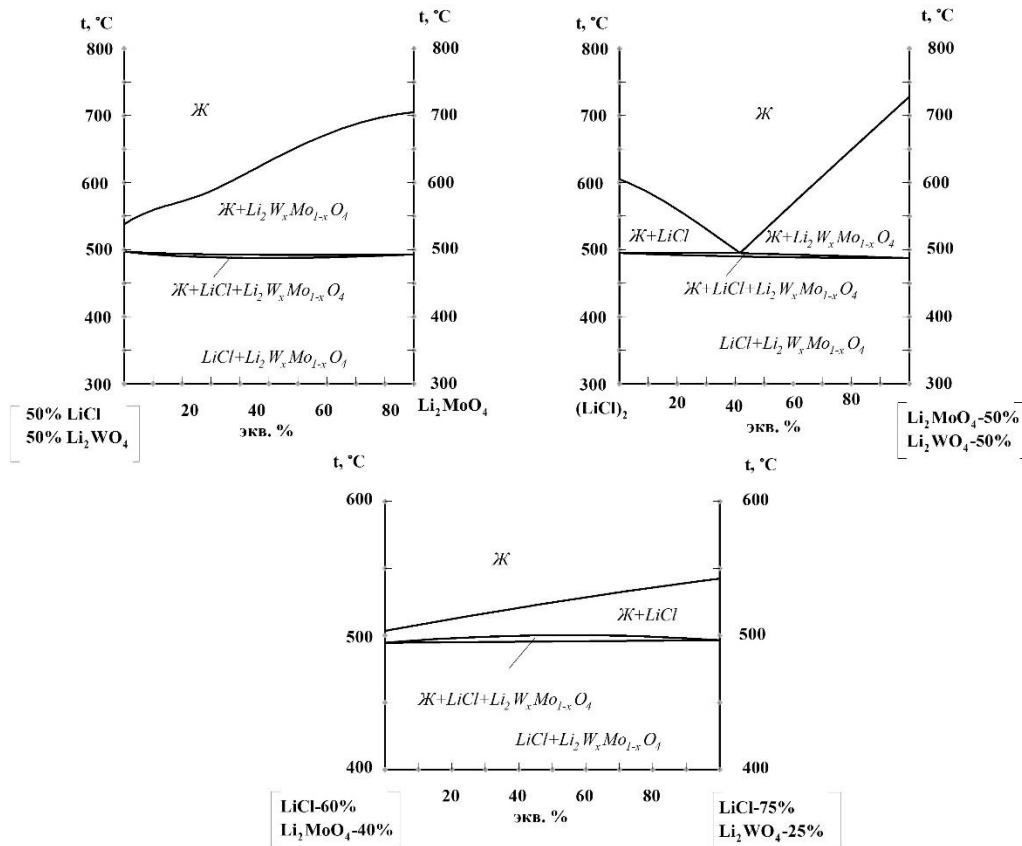 t, °C
t, °C
t, °C
t, °C
800
800
800
800
700
700
700
700
600
600
600
600
500
500
500
500
400
400
400
400
300
300
300
300
Ж
Ж+Li₂WₓMo₁₋ₓO₄
Ж+LiCl+Li₂WₓMo₁₋ₓO₄
LiCl+Li₂WₓMo₁₋ₓO₄
Ж
Ж+LiCl
Ж+Li₂WₓMo₁₋ₓO₄
Ж+LiCl+Li₂WₓMo₁₋ₓO₄
LiCl+Li₂WₓMo₁₋ₓO₄
20 40 60 80
экв. %
50% LiCl
50% Li₂WO₄
Li₂MoO₄
(LiCl)₂
20 40 60 80
экв. %
Li₂MoO₄-50%
Li₂WO₄-50%
t, °C
t, °C
600
600
500
500
400
400
Ж
Ж+LiCl
Ж+LiCl+Li₂WₓMo₁₋ₓO₄
LiCl+Li₂WₓMo₁₋ₓO₄
20 40 60 80
экв. %
LiCl-60%
Li₂MoO₄-40%
LiCl-75%
Li₂WO₄-25%